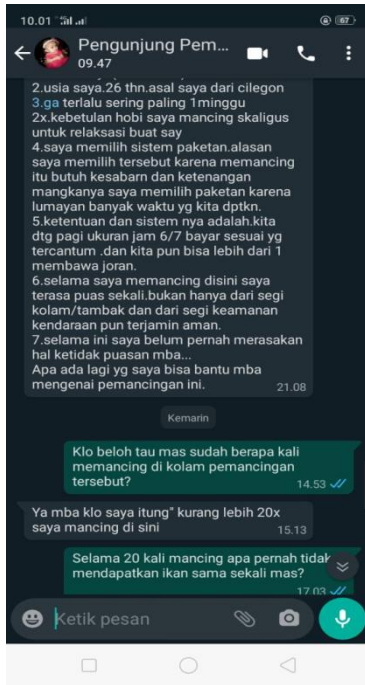 10.01
67
Pengunjung Pem...
09.47
2.usia saya.26 thn.asal saya dari cilegon
3.ga terlalu sering paling 1minggu
2x.kebetulan hobi saya mancing skaligus
untuk relaksasi buat say
4.saya memilih sistem paketan.alasan
saya memilih tersebut karena memancing
itu butuh kesabarn dan ketenangan
mangkanya saya memilih paketan karena
lumayan banyak waktu yg kita dptkn.
5.ketentuan dan sistem nya adalah.kita
dtg pagi ukuran jam 6/7 bayar sesuai yg
tercantum .dan kita pun bisa lebih dari 1
membawa joran.
6.selama saya memancing disini saya
terasa puas sekali.bukan hanya dari segi
kolam/tambak dan dari segi keamanan
kendaraan pun terjamin aman.
7.selama ini saya belum pernah merasakan
hal ketidak puasan mba...
Apa ada lagi yg saya bisa bantu mba
mengenai pemancingan ini.
21.08
Kemarin
Klo beloh tau mas sudah berapa kali
memancing di kolam pemancingan
tersebut?
14.53
Ya mba klo saya itung" kurang lebih 20x
saya mancing di sini
15.13
Selama 20 kali mancing apa pernah tidak
mendapatkan ikan sama sekali mas?
17.03
Ketik pesan